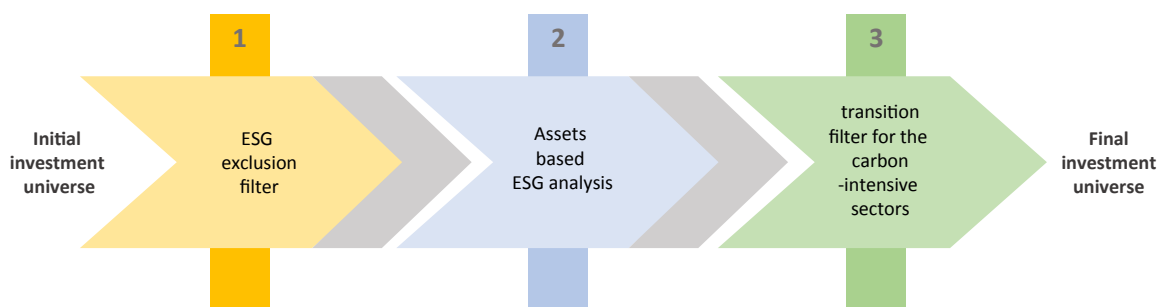 1
2
3
Initial
investment
universe
ESG
exclusion
filter
Assets
based
ESG analysis
transition
filter for the
carbon
-intensive
sectors
Final
investment
universe